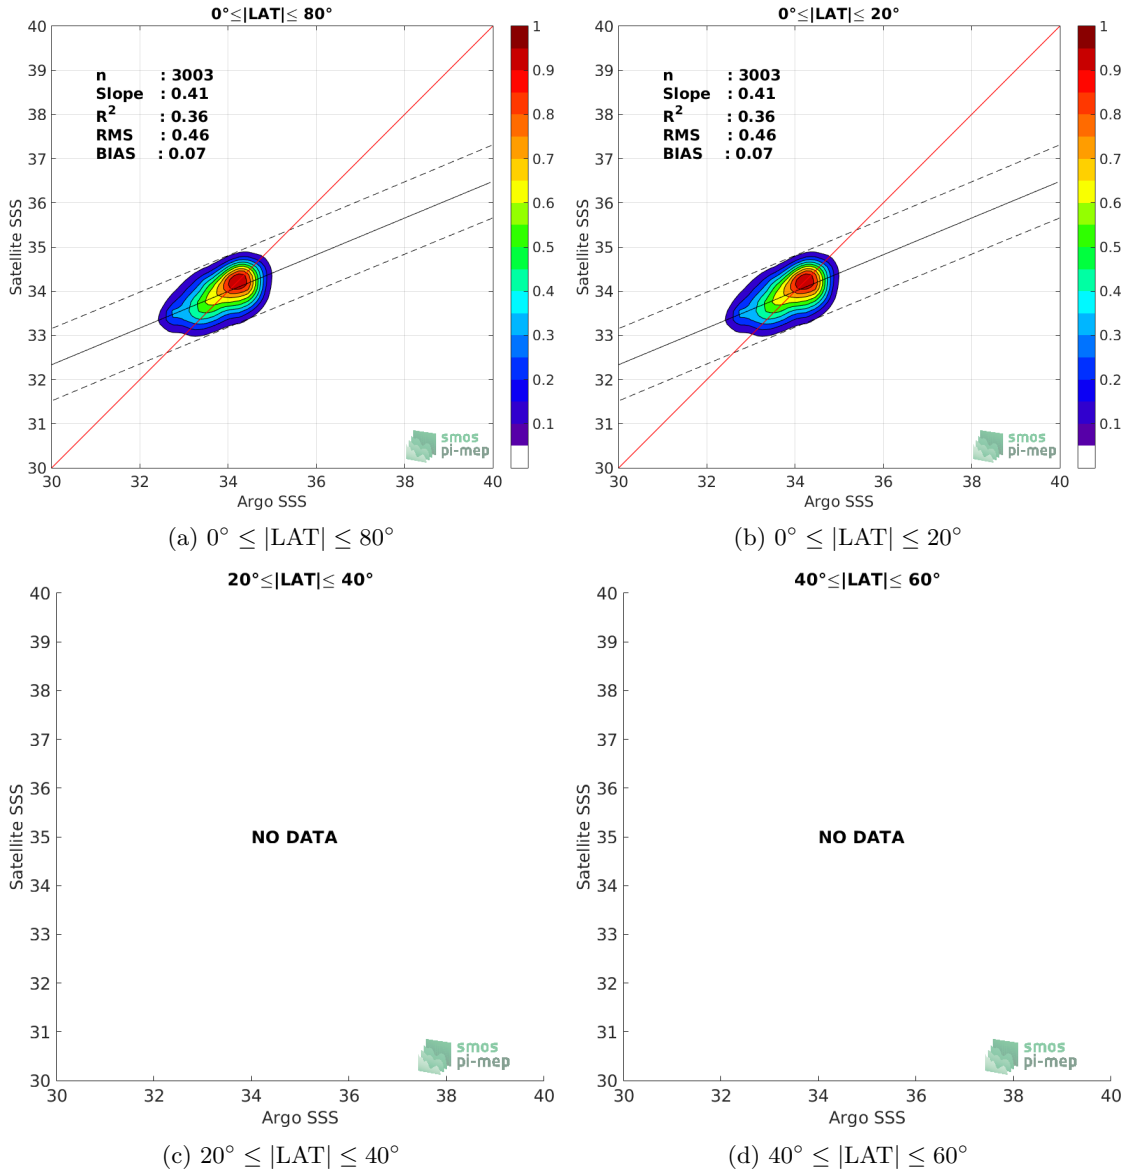 0°≤|LAT|≤ 80°
40
39
38
37
36
35
34
33
32
31
30
Satellite SSS
n : 3003
Slope : 0.41
R² : 0.36
RMS : 0.46
BIAS : 0.07
smos
pi-mep
30 32 34 36 38 40
Argo SSS
1
0.9
0.8
0.7
0.6
0.5
0.4
0.3
0.2
0.1
(a) 0° ≤ |LAT| ≤ 80°
0°≤|LAT|≤ 20°
40
39
38
37
36
35
34
33
32
31
30
Satellite SSS
n : 3003
Slope : 0.41
R² : 0.36
RMS : 0.46
BIAS : 0.07
smos
pi-mep
30 32 34 36 38 40
Argo SSS
1
0.9
0.8
0.7
0.6
0.5
0.4
0.3
0.2
0.1
(b) 0° ≤ |LAT| ≤ 20°
20°≤|LAT|≤ 40°
40
39
38
37
36
35
34
33
32
31
30
Satellite SSS
NO DATA
smos
pi-mep
30 32 34 36 38 40
Argo SSS
(c) 20° ≤ |LAT| ≤ 40°
40°≤|LAT|≤ 60°
40
39
38
37
36
35
34
33
32
31
30
Satellite SSS
NO DATA
smos
pi-mep
30 32 34 36 38 40
Argo SSS
(d) 40° ≤ |LAT| ≤ 60°